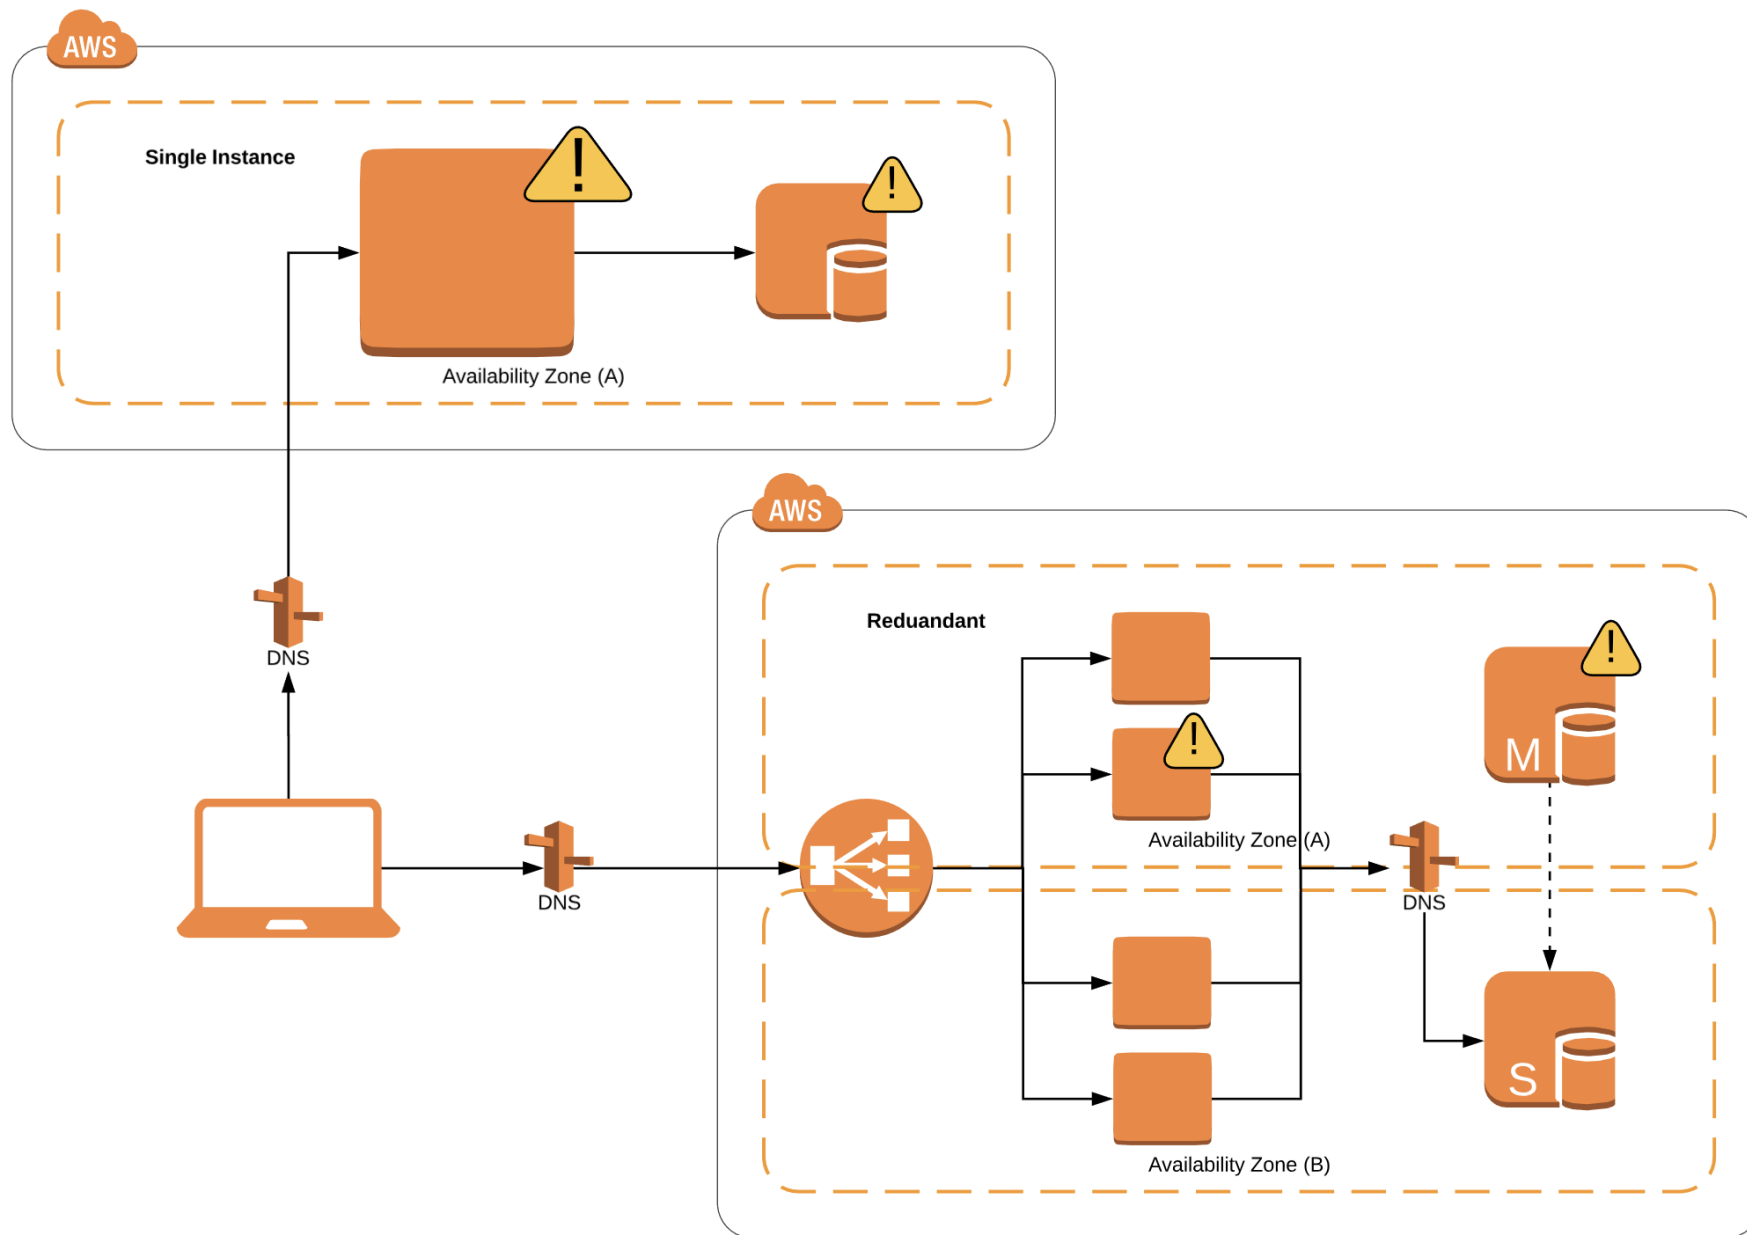 AWS
Single Instance
!
!
Availability Zone (A)
AWS
Reduandant
!
M
!
DNS
Availability Zone (A)
DNS
DNS
S
Availability Zone (B)